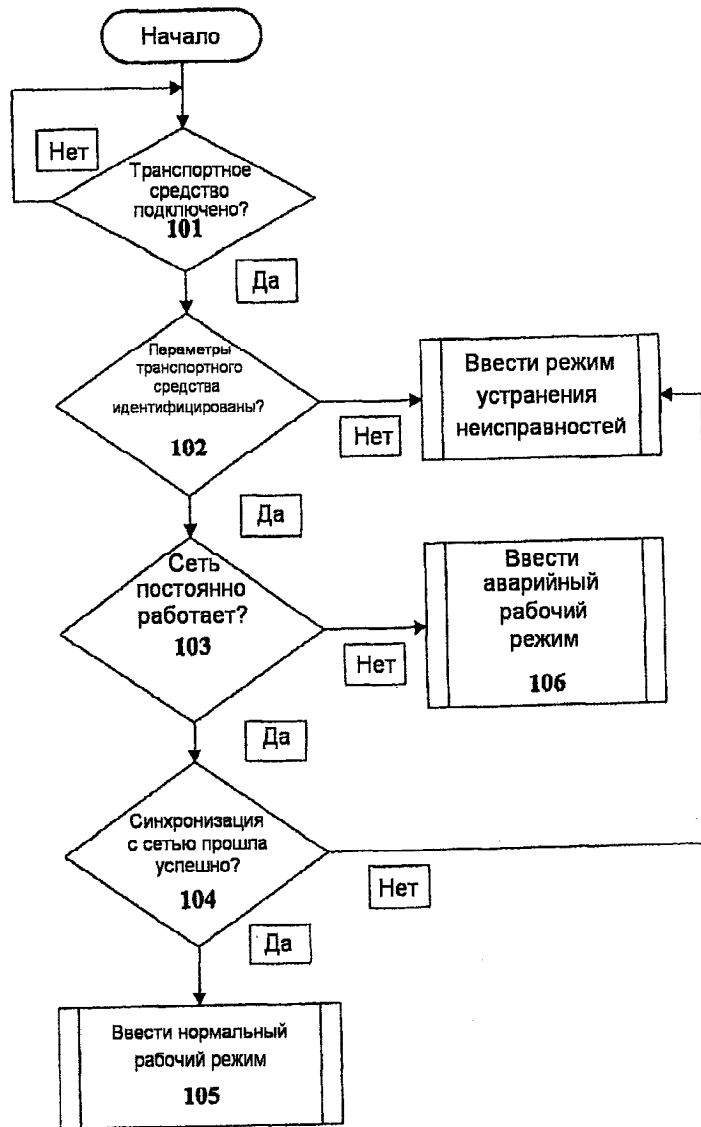 Начало
Нет
Транспортное
средство
подключено?
101
Да
Параметры
транспортного
средства
идентифицированы?
102
Нет
Ввести режим
устранения
неисправностей
Да
Сеть
постоянно
работает?
103
Нет
Ввести
аварийный
рабочий
режим
106
Да
Синхронизация
с сетью прошла
успешно?
104
Нет
Да
Ввести нормальный
рабочий режим
105